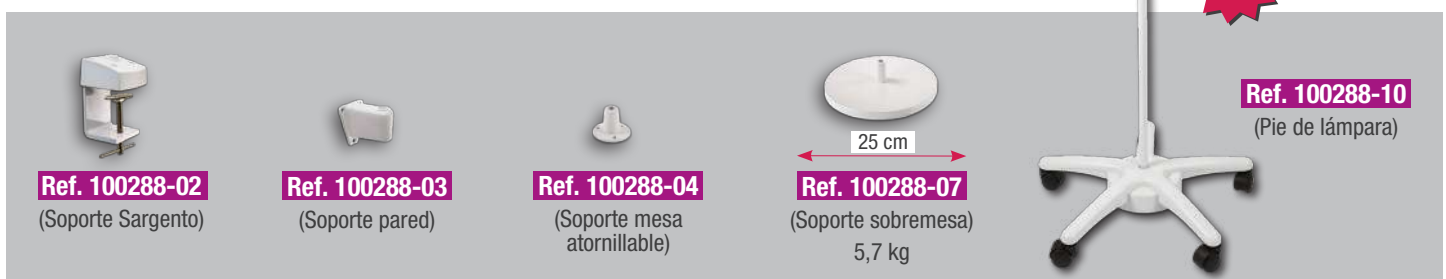 Ref. 100288-02
(Soporte Sargento)
Ref. 100288-03
(Soporte pared)
Ref. 100288-04
(Soporte mesa
atornillable)
25 cm
Ref. 100288-07
(Soporte sobremesa)
5,7 kg
Ref. 100288-10
(Pie de lámpara)